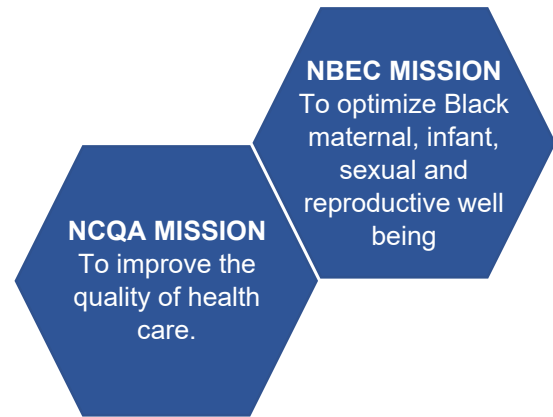 NBEC MISSION
To optimize Black
maternal, infant,
sexual and
reproductive well
being
NCQA MISSION
To improve the
quality of health
care.